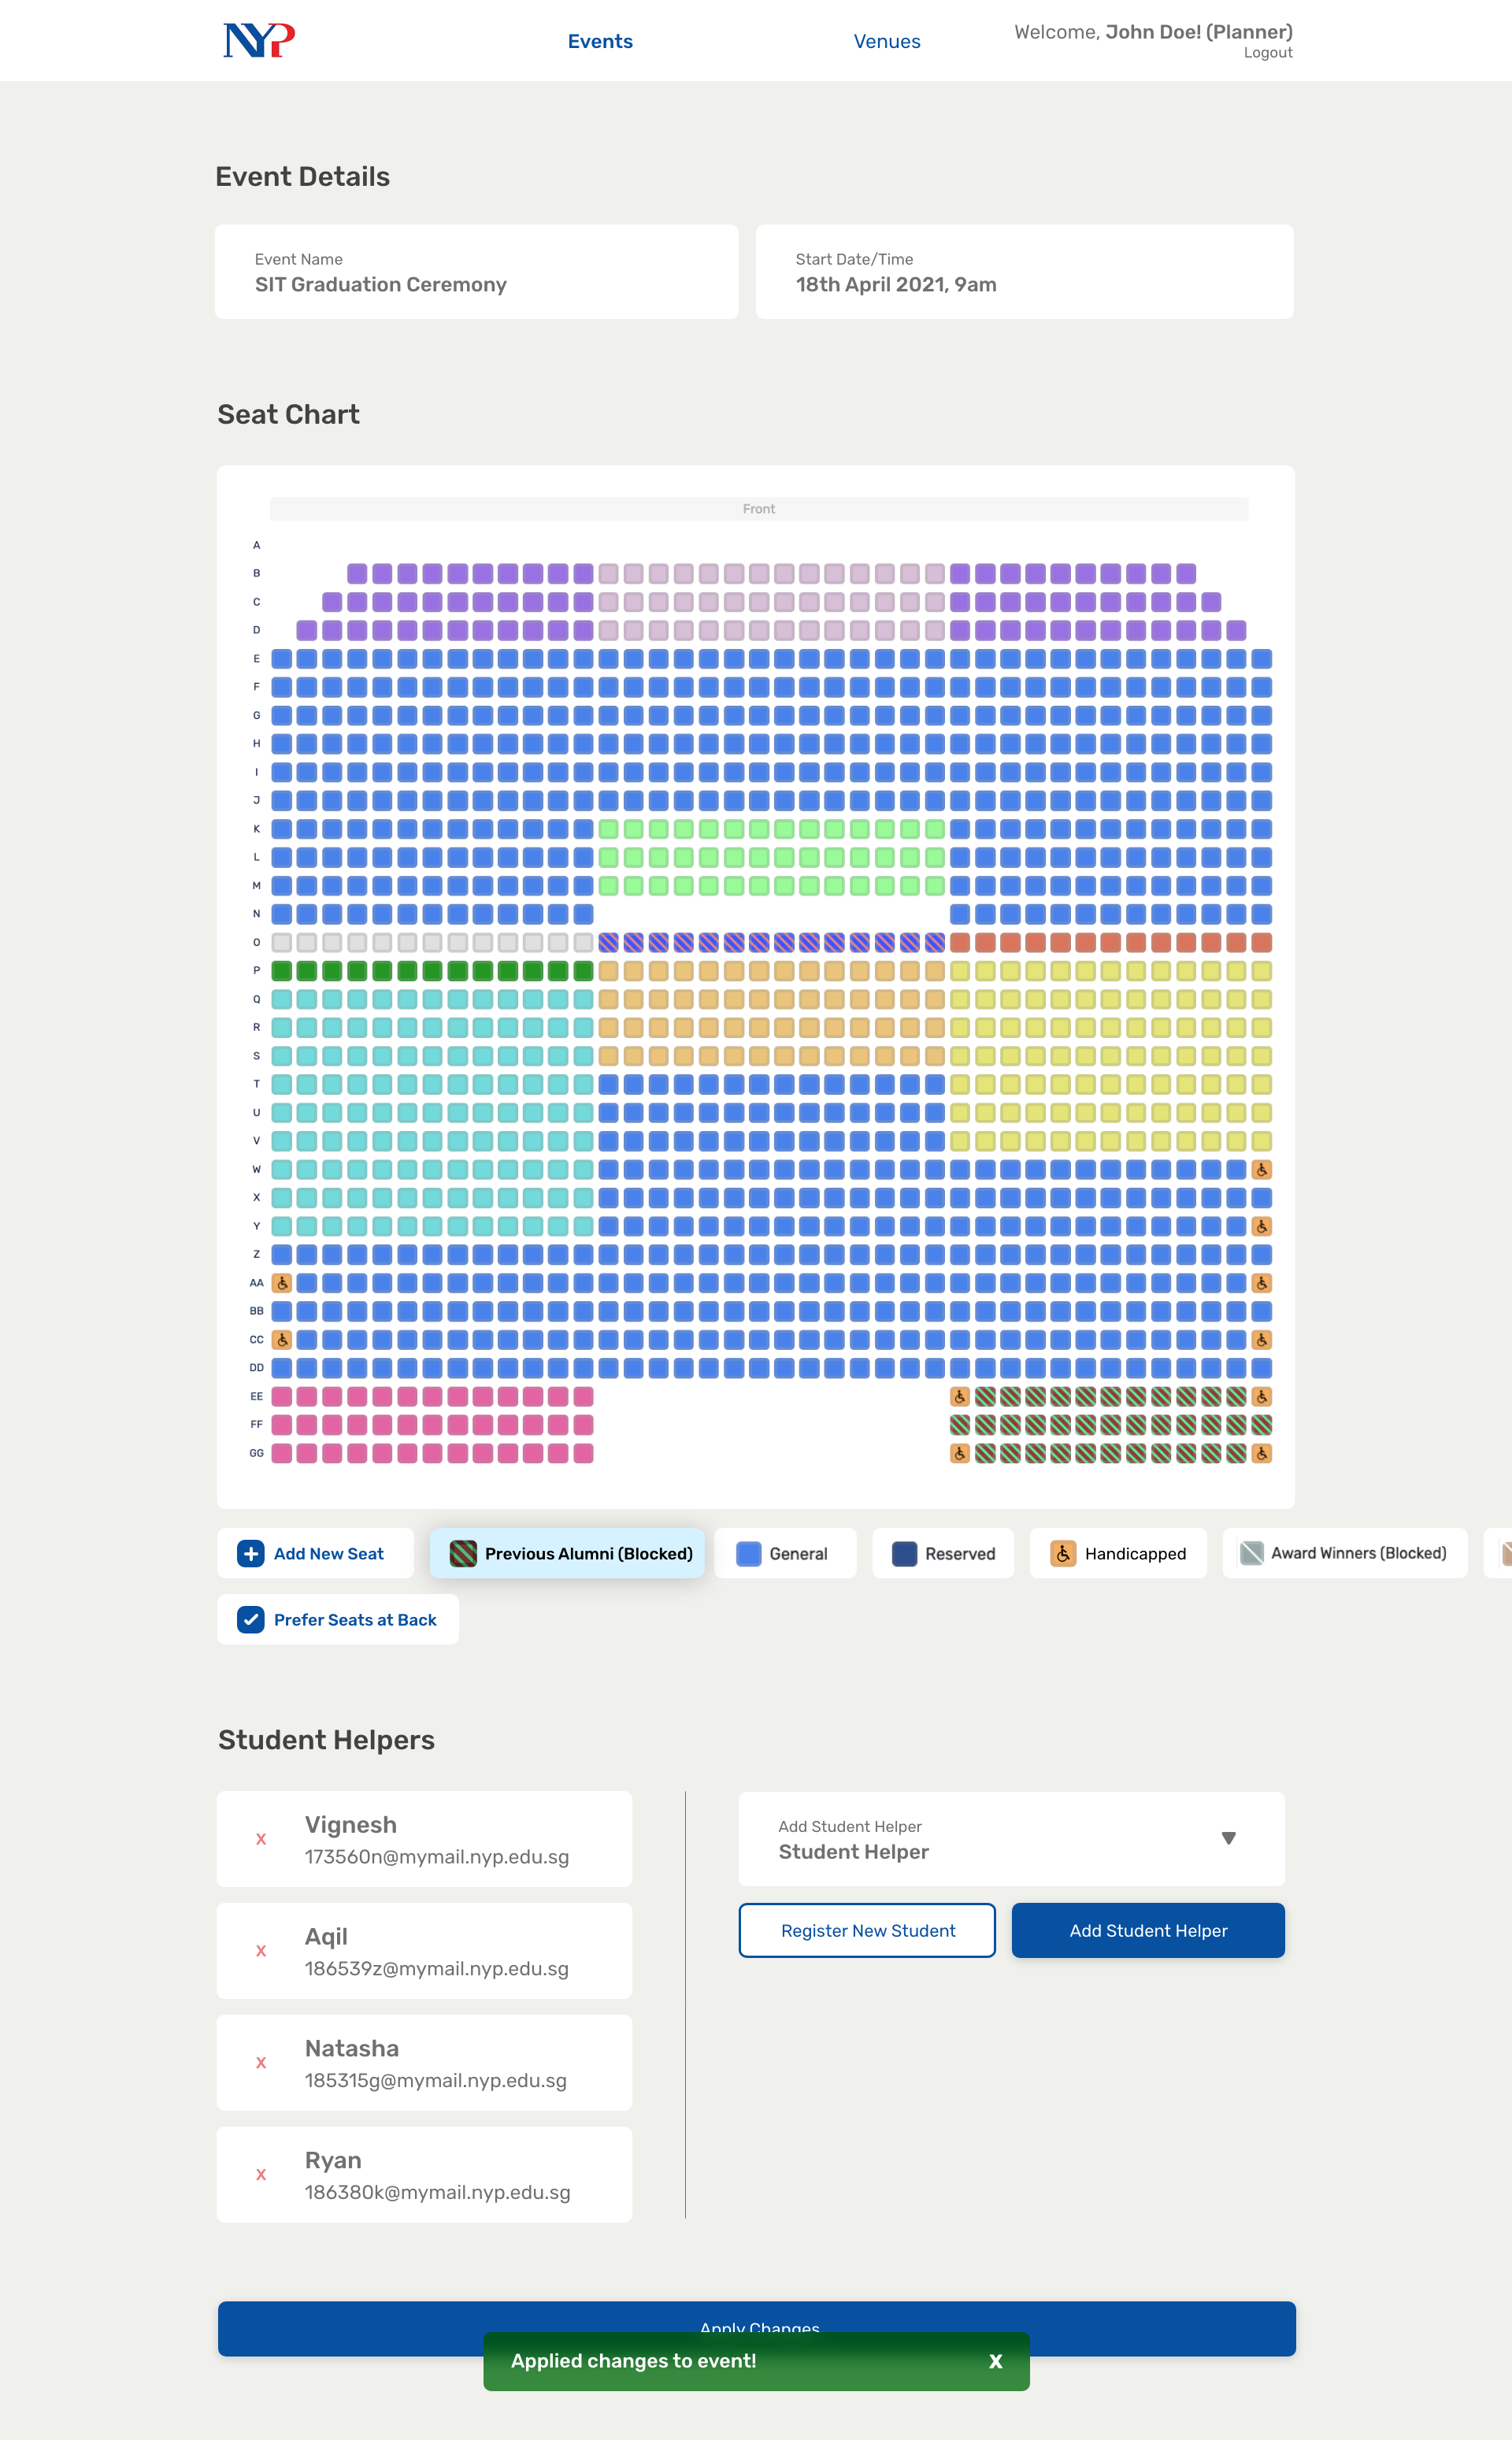 NYP
Events
Venues
Welcome, John Doe! (Planner)
Logout
Event Details
Event Name
SIT Graduation Ceremony
Start Date/Time
18th April 2021, 9am
Seat Chart
Front
A
B
C
D
E
F
G
H
I
J
K
L
M
N
O
P
Q
R
S
T
U
V
W
X
Y
Z
AA
BB
CC
DD
EE
FF
GG
Add New Seat
Previous Alumni (Blocked)
General
Reserved
Handicapped
Award Winners (Blocked)
Prefer Seats at Back
Student Helpers
X
Vignesh
173560n@mymail.nyp.edu.sg
X
Aqil
186539z@mymail.nyp.edu.sg
X
Natasha
185315g@mymail.nyp.edu.sg
X
Ryan
186380k@mymail.nyp.edu.sg
Add Student Helper
Student Helper
Register New Student
Add Student Helper
Apply Changes
Applied changes to event!
X